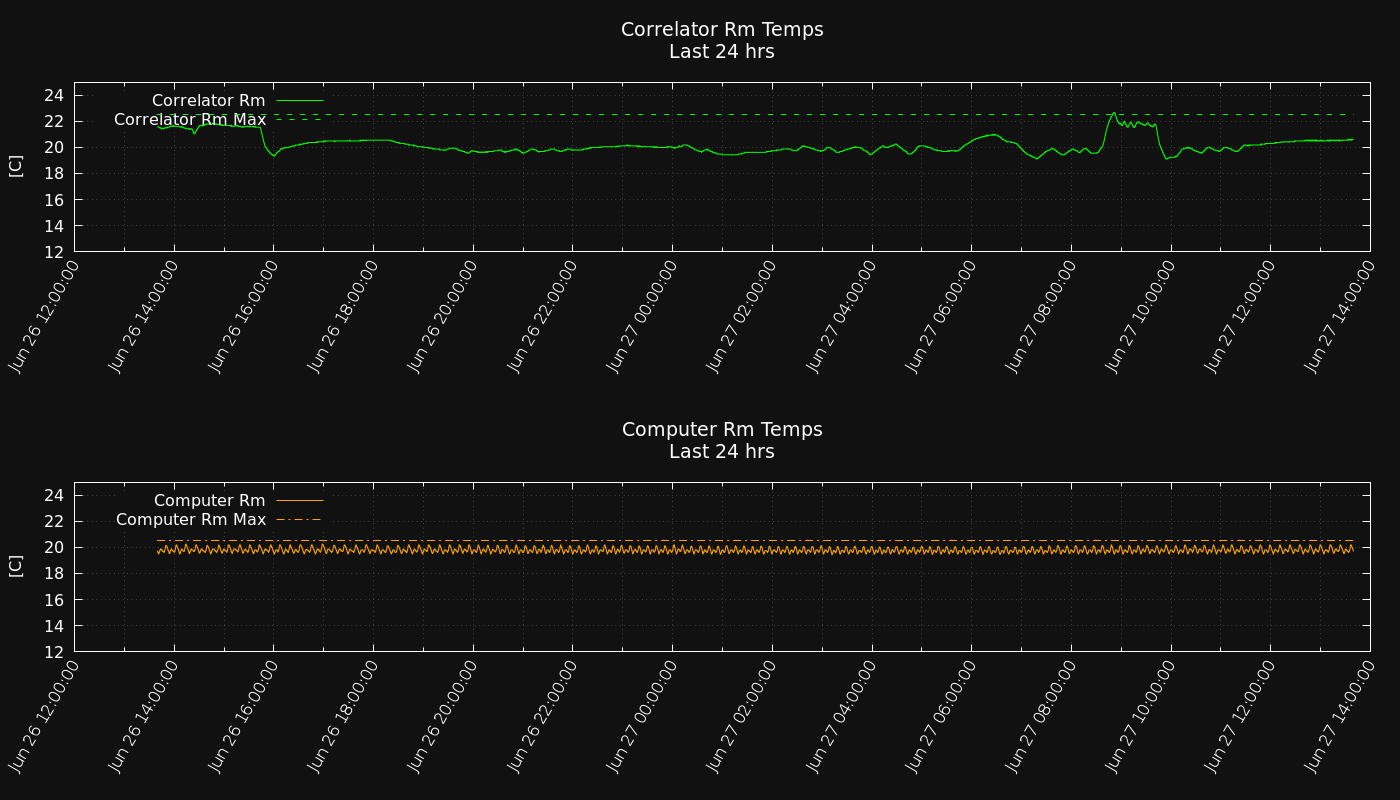 Correlator Rm Temps
Last 24 hrs
Correlator Rm
Correlator Rm Max
24
22
20
18
16
14
12
[C]
Jun 26 12:00:00
Jun 26 14:00:00
Jun 26 16:00:00
Jun 26 18:00:00
Jun 26 20:00:00
Jun 26 22:00:00
Jun 27 00:00:00
Jun 27 02:00:00
Jun 27 04:00:00
Jun 27 06:00:00
Jun 27 08:00:00
Jun 27 10:00:00
Jun 27 12:00:00
Jun 27 14:00:00
Computer Rm Temps
Last 24 hrs
Computer Rm
Computer Rm Max
24
22
20
18
16
14
12
[C]
Jun 26 12:00:00
Jun 26 14:00:00
Jun 26 16:00:00
Jun 26 18:00:00
Jun 26 20:00:00
Jun 26 22:00:00
Jun 27 00:00:00
Jun 27 02:00:00
Jun 27 04:00:00
Jun 27 06:00:00
Jun 27 08:00:00
Jun 27 10:00:00
Jun 27 12:00:00
Jun 27 14:00:00